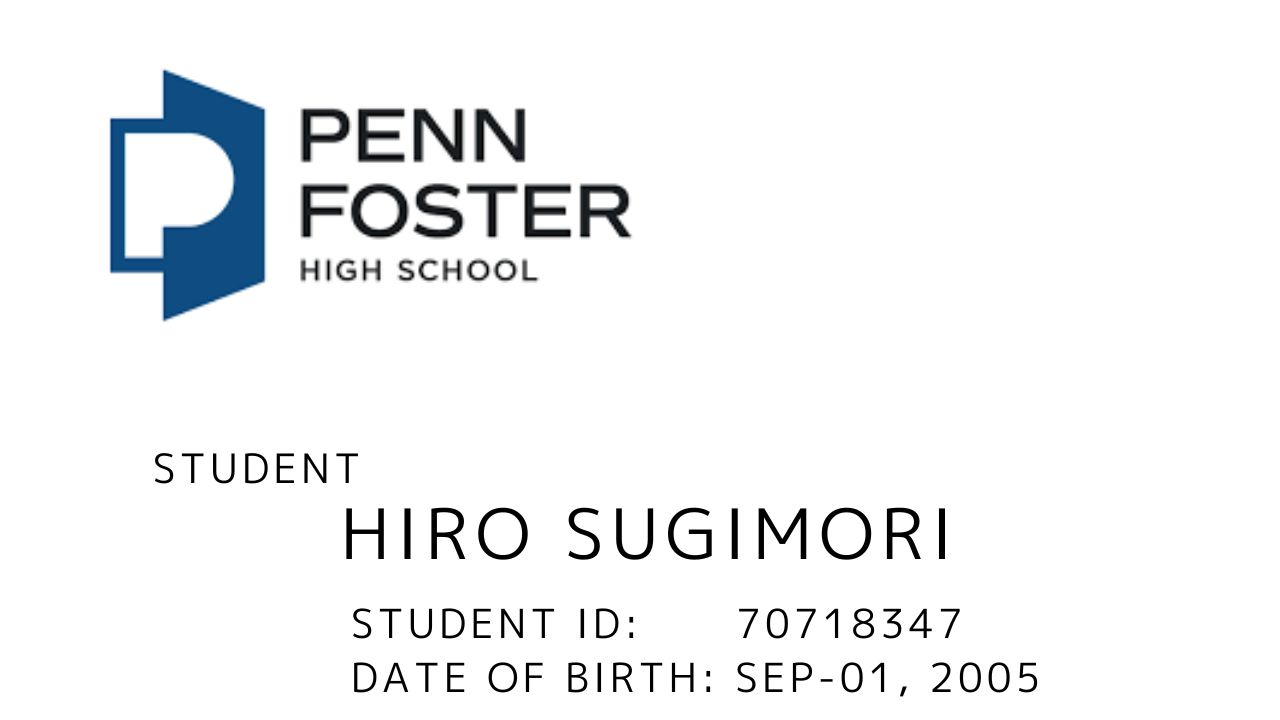 PENN
FOSTER
HIGH SCHOOL
STUDENT
HIRO SUGIMORI
STUDENT ID: 70718347
DATE OF BIRTH: SEP-01, 2005